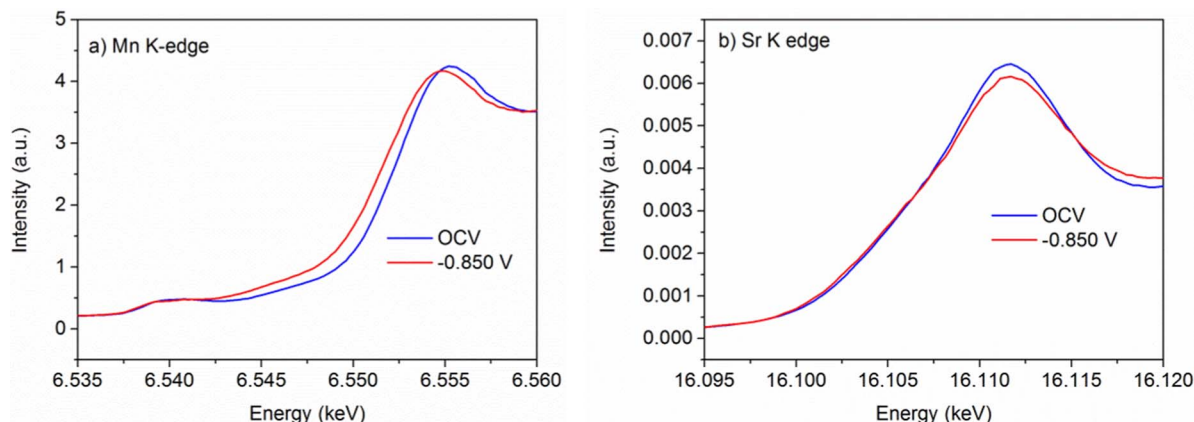 a) Mn K-edge
5
4
3
2
1
0
Intensity (a.u.)
OCV
-0.850 V
6.535 6.540 6.545 6.550 6.555 6.560
Energy (keV)
b) Sr K edge
0.007
0.006
0.005
0.004
0.003
0.002
0.001
0.000
Intensity (a.u.)
OCV
-0.850 V
16.095 16.100 16.105 16.110 16.115 16.120
Energy (keV)